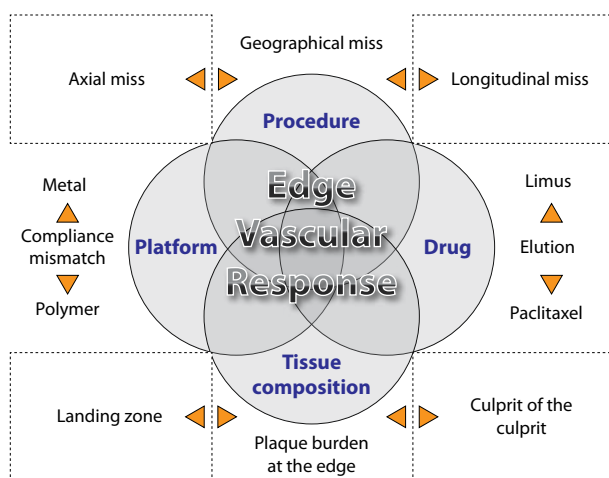 Geographical miss
Axial miss
Longitudinal miss
Procedure
Edge
Vascular
Response
Metal
Compliance
mismatch
Polymer
Platform
Drug
Limus
Elution
Paclitaxel
Tissue
composition
Landing zone
Plaque burden
at the edge
Culprit of the
culprit